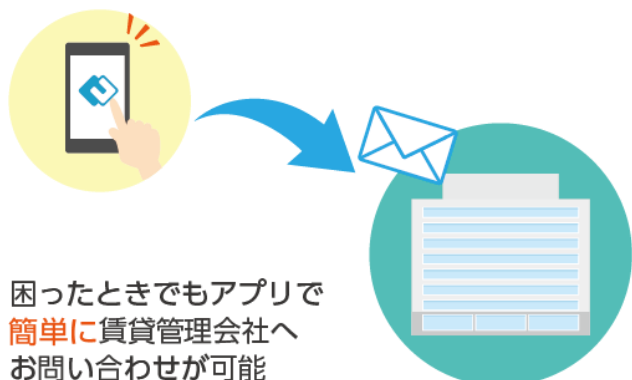 困ったときでもアプリで
簡単に賃貸管理会社へ
お問い合わせが可能